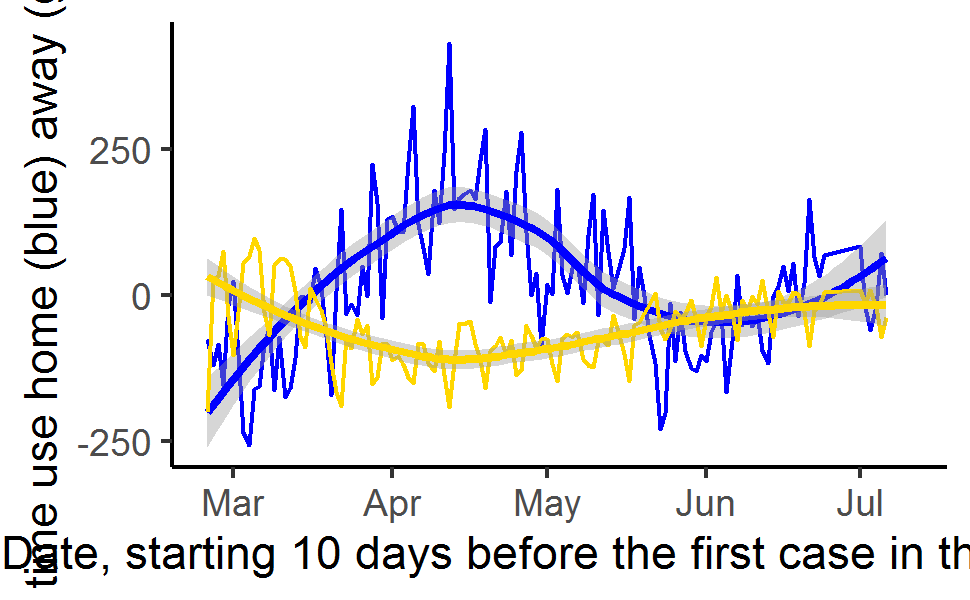 time use home (blue) away (
250
0
-250
Mar Apr May Jun Jul
Date, starting 10 days before the first case in th